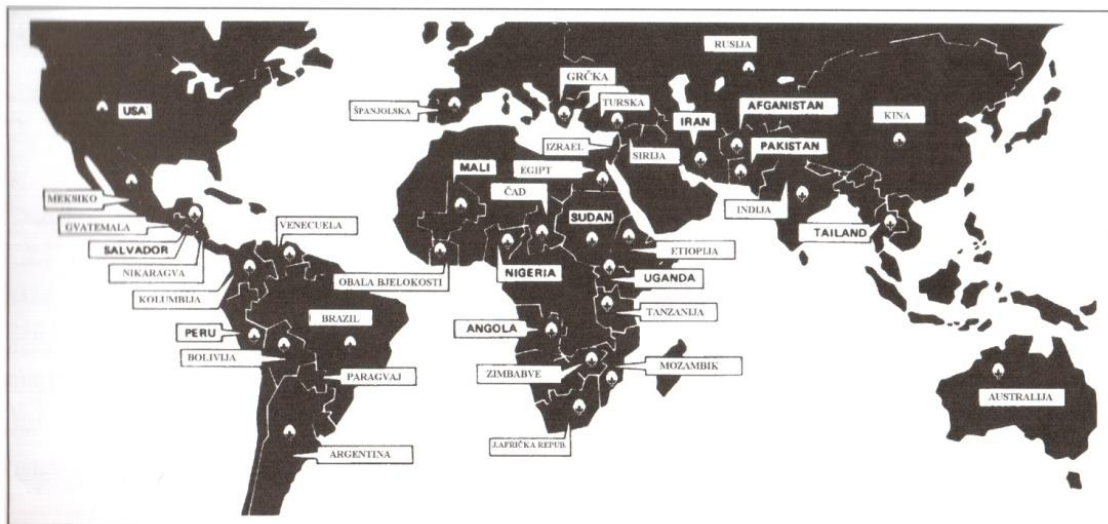 RUSIJA
GRČKA
USA
ŠPANJOLSKA
TURSKA
AFGANISTAN
IRAN
KINA
IZRAEL
SIRIJA
PAKISTAN
MALI
EGIPT
ČAD
MEKSIKO
INDIJA
GVATEMALA
SUDAN
VENECUELA
TAILAND
SALVADOR
NIKARAGVA
NIGERIA
ETIOPIJA
OBALA BJELOKOSTI
UGANDA
KOLUMBIJA
TANZANIJA
BRAZIL
PERU
ANGOLA
BOLIVIJA
MOZAMBIK
ZIMBABVE
PARAGVAJ
AUSTRALIJA
J.AFRIČKA REPUB.
ARGENTINA